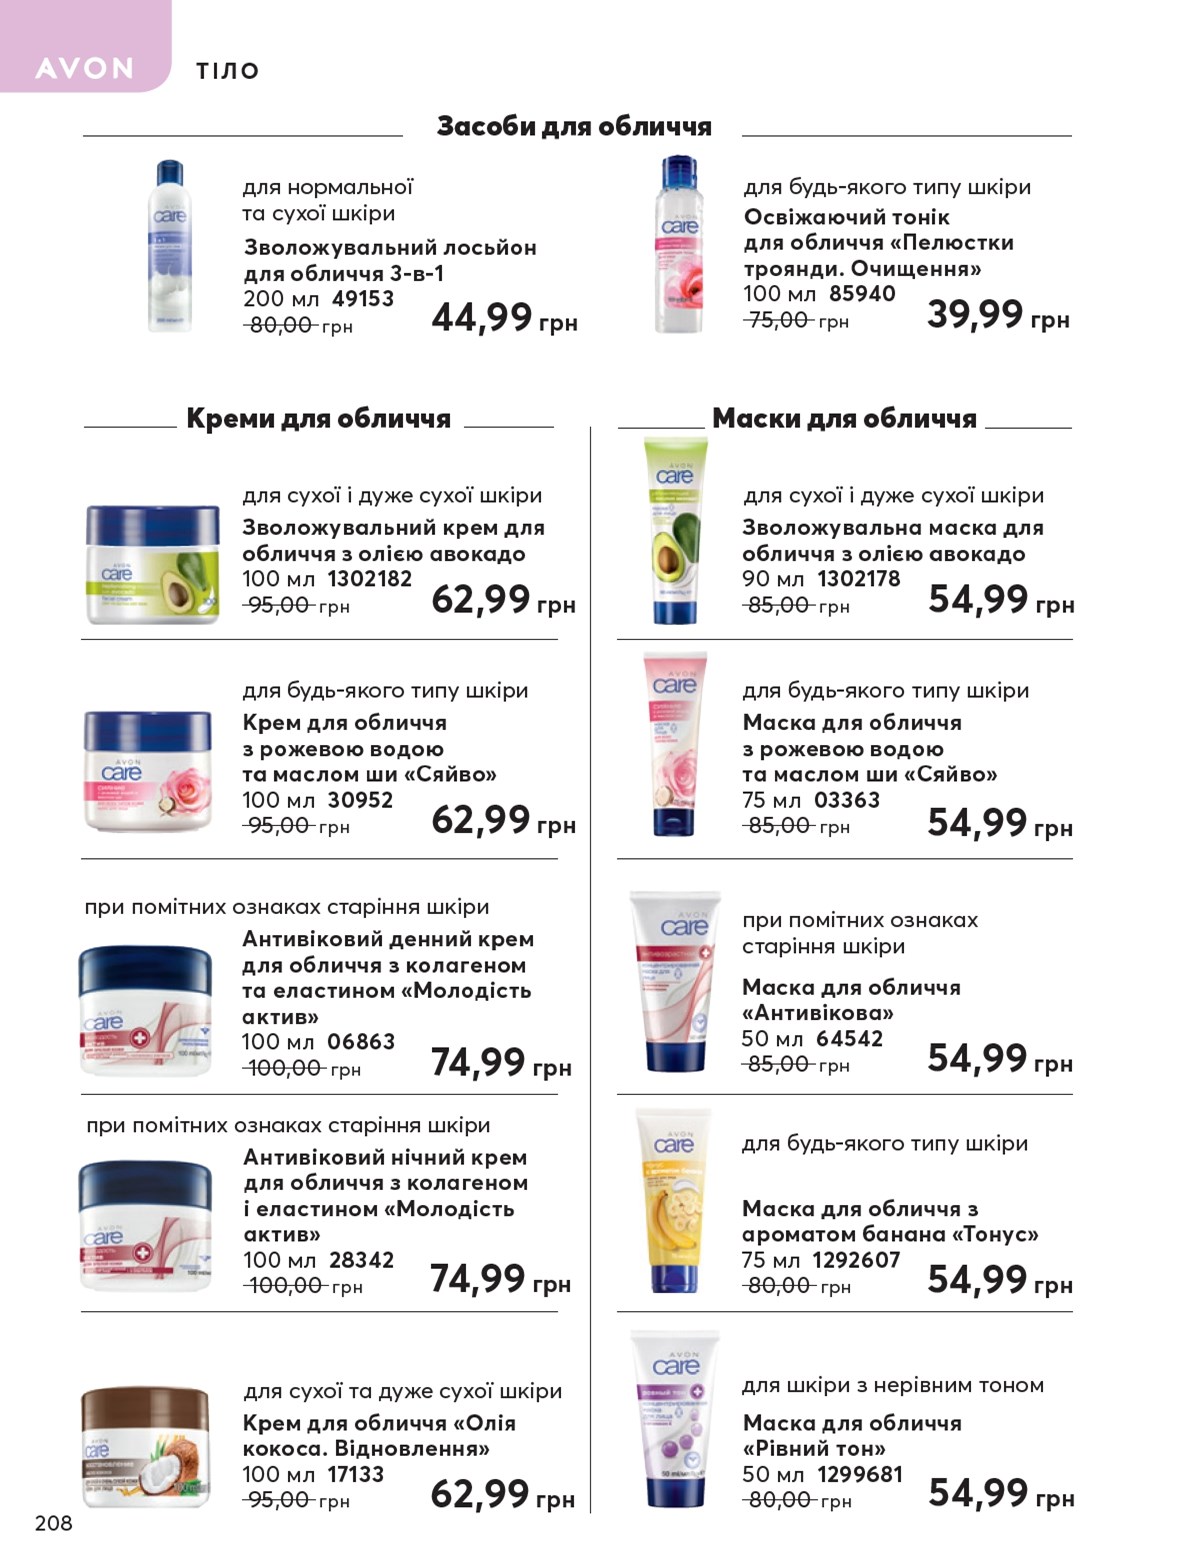 AVON
ТІЛО
Засоби для обличчя
для нормальної
та сухої шкіри
Зволожувальний лосьйон
для обличчя 3-в-1
200 мл 49153
80,00 грн
44,99 грн
для будь-якого типу шкіри
Освіжаючий тонік
для обличчя «Пелюстки
троянди. Очищення»
100 мл 85940
75,00 грн
39,99 грн
Креми для обличчя
для сухої і дуже сухої шкіри
Зволожувальний крем для
обличчя з олією авокадо
100 мл 1302182
95,00 грн
62,99 грн
для будь-якого типу шкіри
Крем для обличчя
з рожевою водою
та маслом ши «Сяйво»
100 мл 30952
95,00 грн
62,99 грн
при помітних ознаках старіння шкіри
Антивіковий денний крем
для обличчя з колагеном
та еластином «Молодість
актив»
100 мл 06863
100,00 грн
74,99 грн
при помітних ознаках старіння шкіри
Антивіковий нічний крем
для обличчя з колагеном
і еластином «Молодість
актив»
100 мл 28342
100,00 грн
74,99 грн
для сухої та дуже сухої шкіри
Крем для обличчя «Олія
кокоса. Відновлення»
100 мл 17133
95,00 грн
62,99 грн
Маски для обличчя
для сухої і дуже сухої шкіри
Зволожувальна маска для
обличчя з олією авокадо
90 мл 1302178
85,00 грн
54,99 грн
для будь-якого типу шкіри
Маска для обличчя
з рожевою водою
та маслом ши «Сяйво»
75 мл 03363
85,00 грн
54,99 грн
при помітних ознаках
старіння шкіри
Маска для обличчя
«Антивікова»
50 мл 64542
85,00 грн
54,99 грн
для будь-якого типу шкіри
Маска для обличчя з
ароматом банана «Тонус»
75 мл 1292607
80,00 грн
54,99 грн
для шкіри з нерівним тоном
Маска для обличчя
«Рівний тон»
50 мл 1299681
80,00 грн
54,99 грн
208